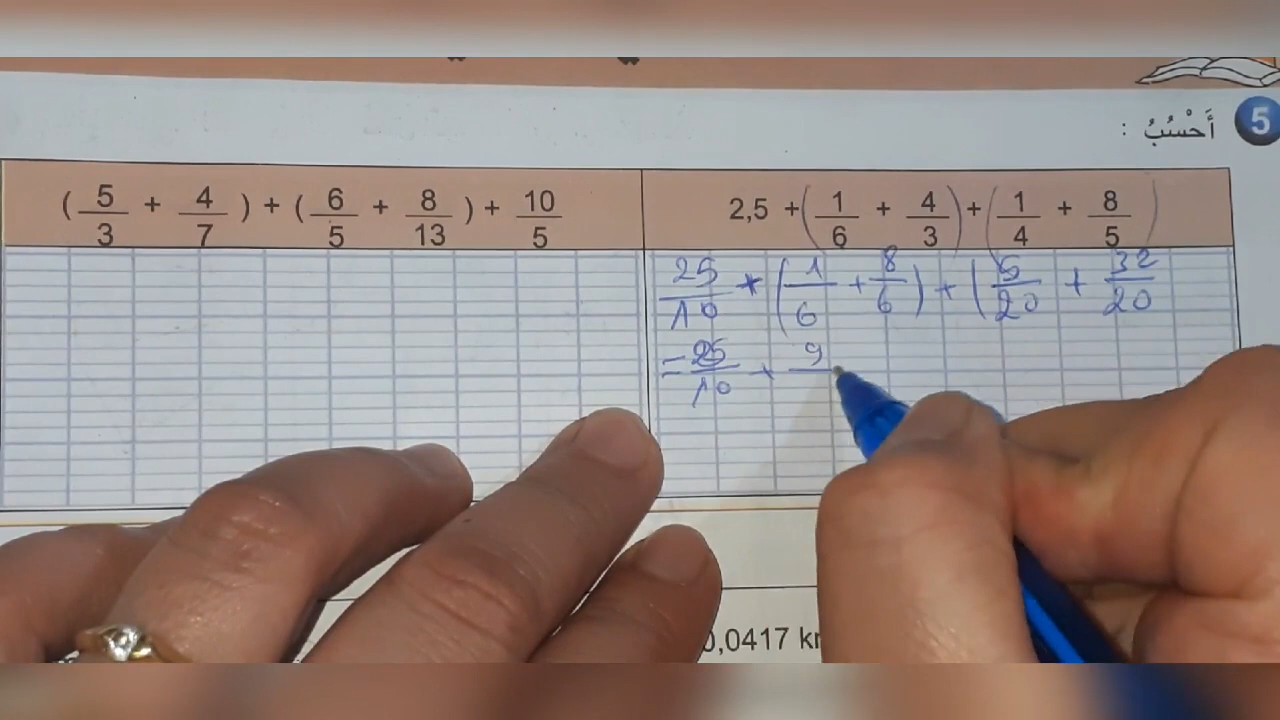 5 أَحْسُبُ :
( 5/3 + 4/7 ) + ( 6/5 + 8/13 ) + 10/5
2,5 + ( 1/6 + 4/3 ) + ( 1/4 + 8/5 )
25/10 + ( 1/6 + 8/6 ) + ( 5/20 + 32/20
= 25/10 + 9/
0,0417 k